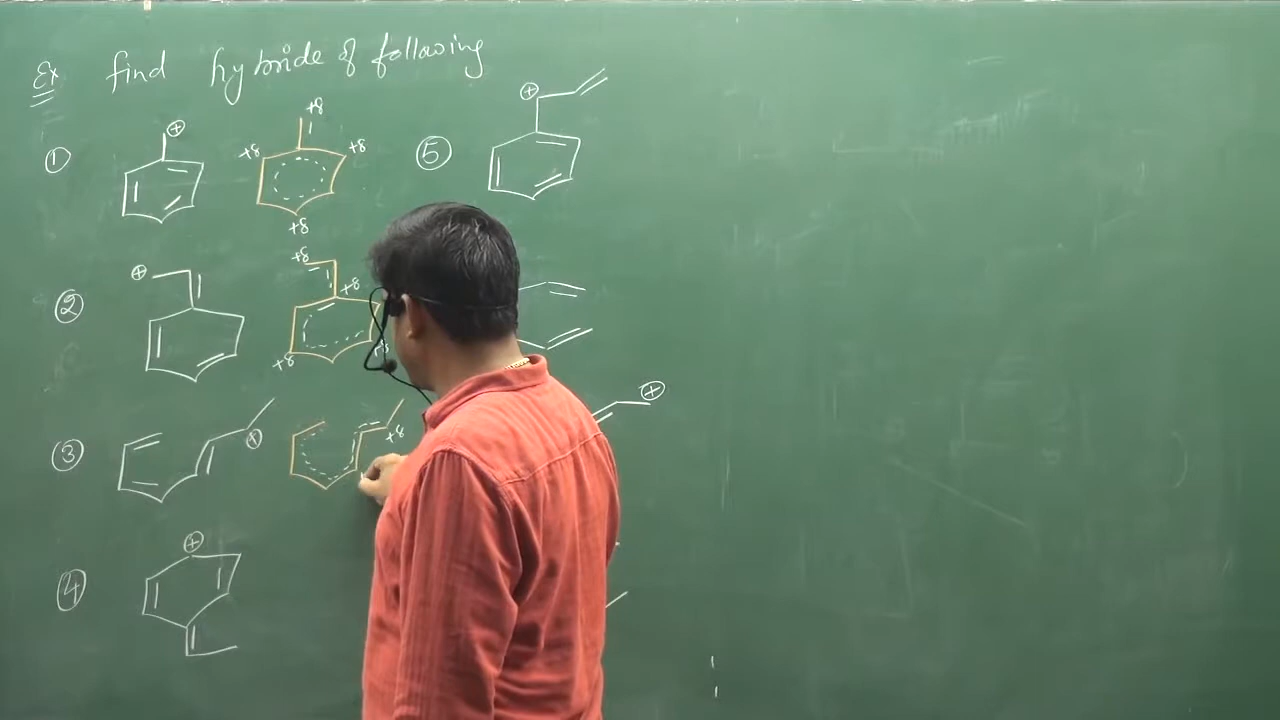 Ex find hybride of following
① ⊕ +δ +δ +δ +δ ⑤ ⊕
② ⊕ +δ +δ +δ
③ ⊕ +δ ⊕
④ ⊕